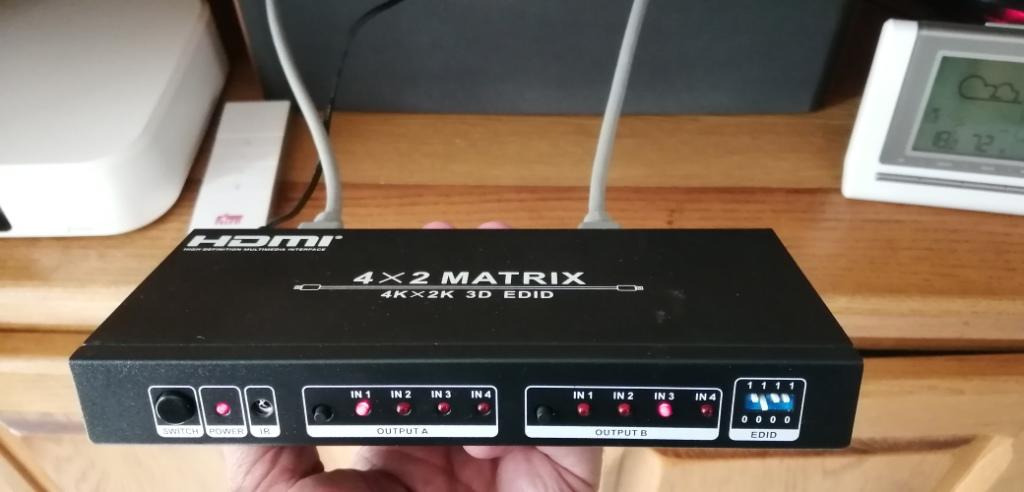 HDMI®
HIGH-DEFINITION MULTIMEDIA INTERFACE
4×2 MATRIX
4K×2K 3D EDID
IN 1 IN 2 IN 3 IN 4
IN 1 IN 2 IN 3 IN 4
1 1 1 1
0 0 0 0
SWITCH POWER IR
OUTPUT A
OUTPUT B
EDID